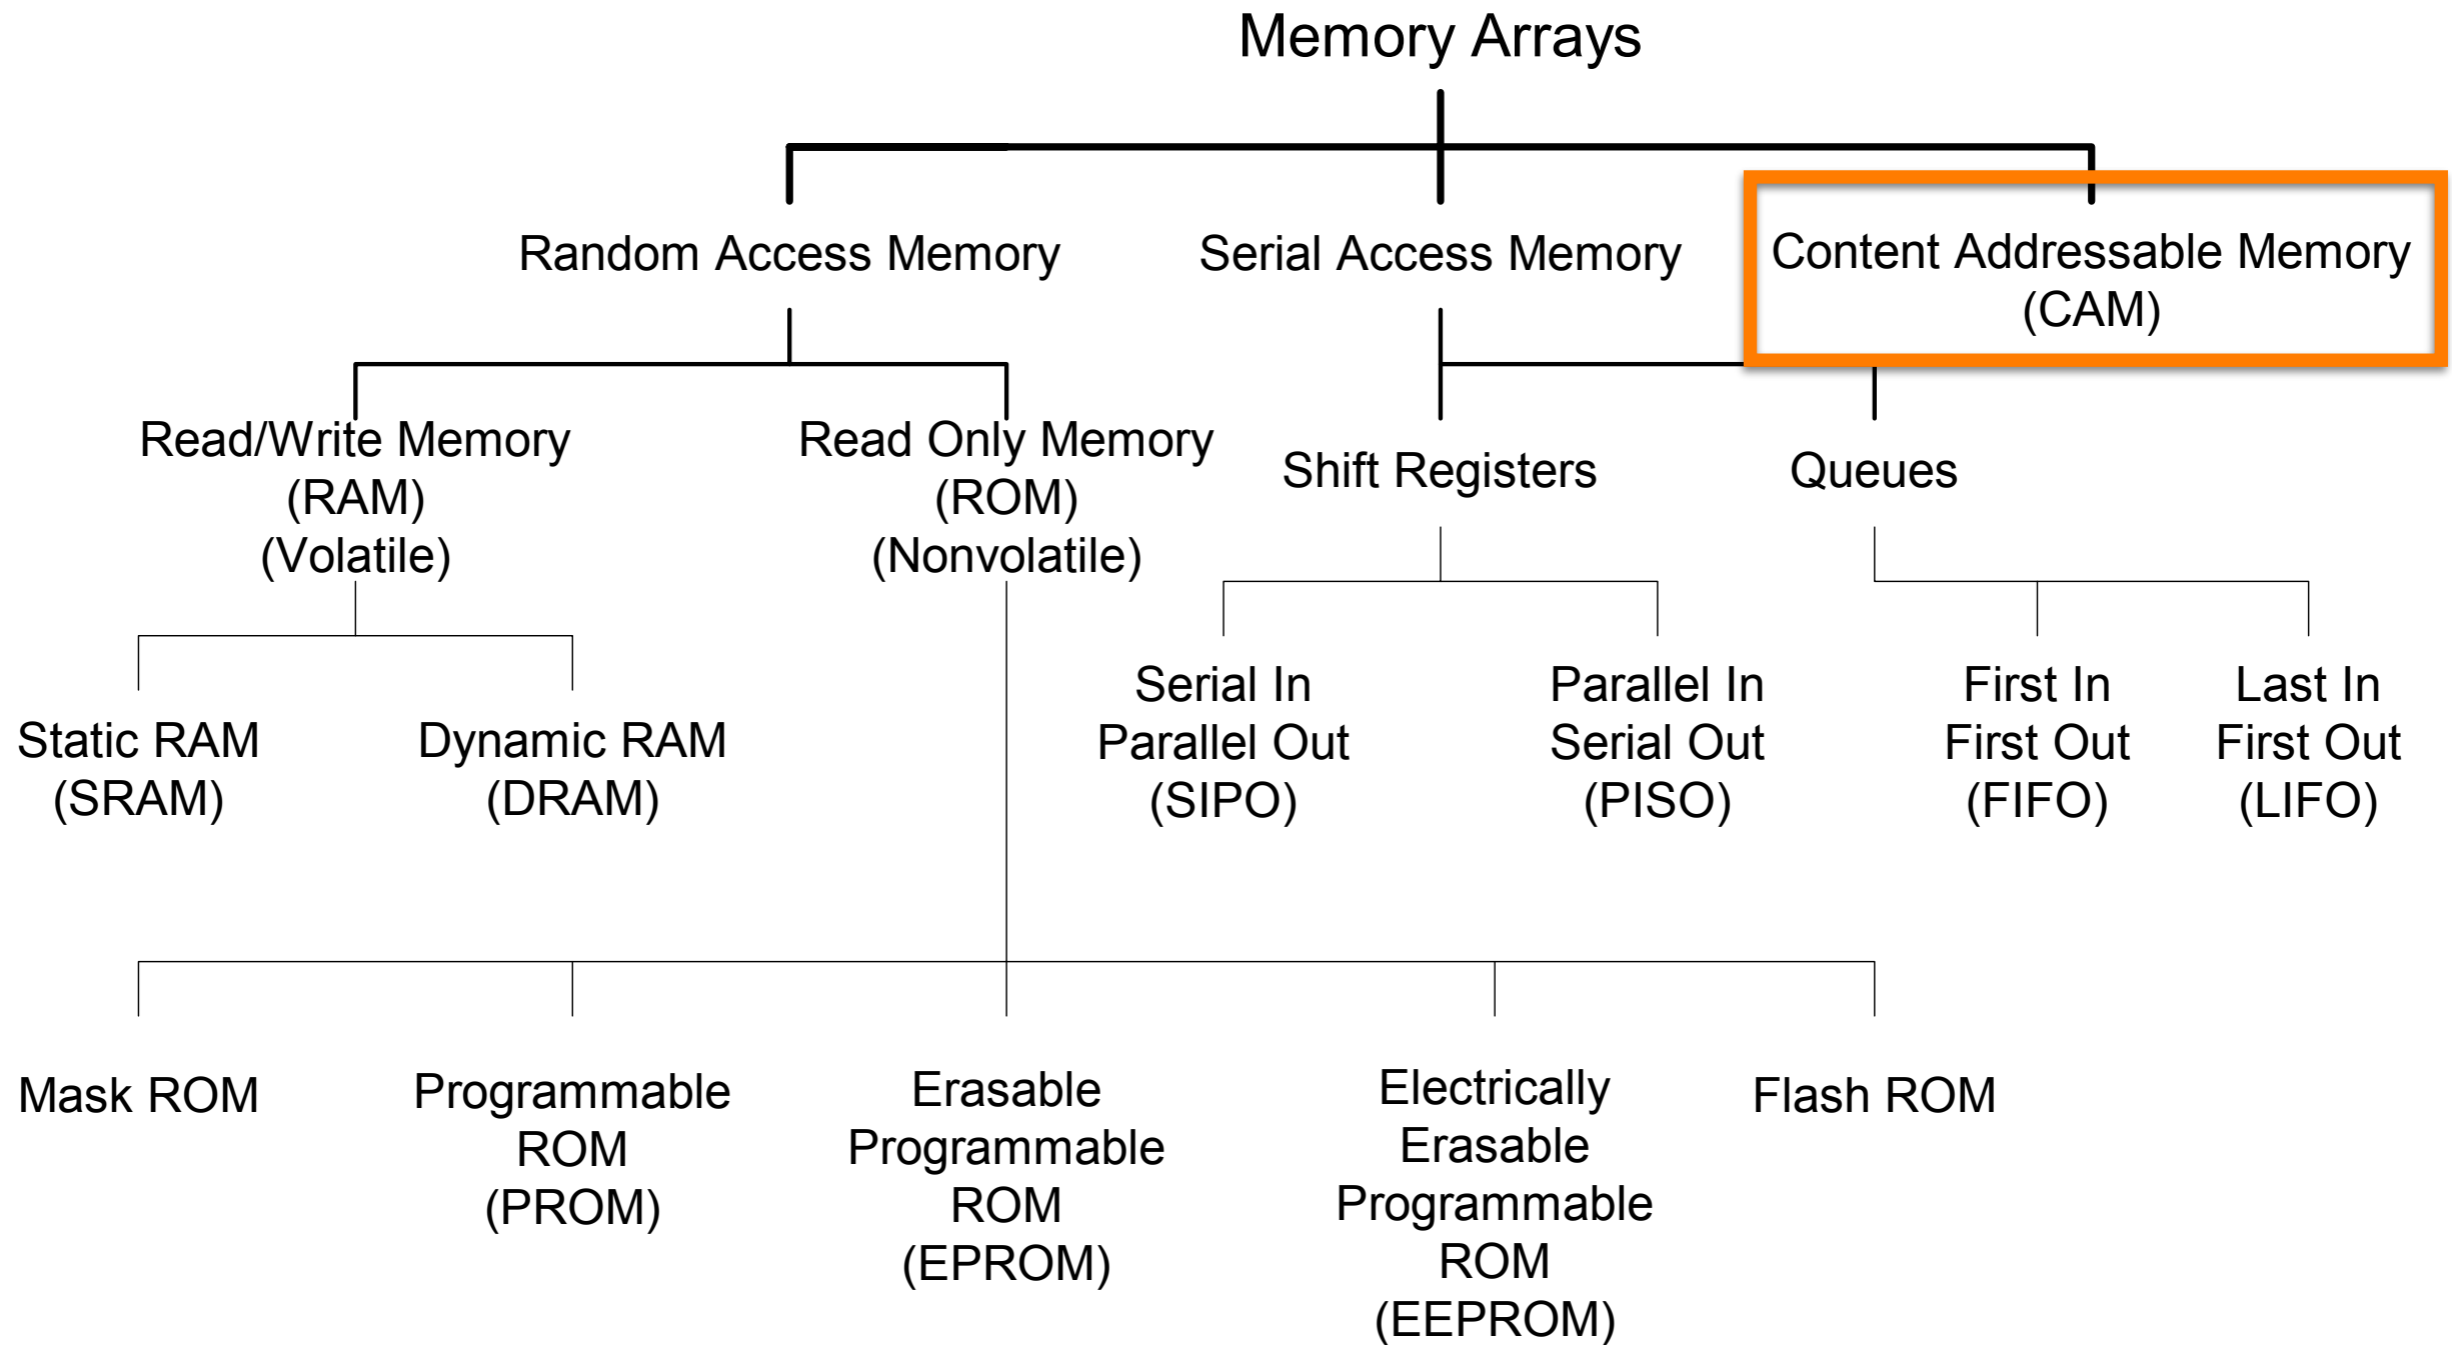 Memory Arrays
Random Access Memory
Serial Access Memory
Content Addressable Memory
(CAM)
Read/Write Memory
(RAM)
(Volatile)
Read Only Memory
(ROM)
(Nonvolatile)
Shift Registers
Queues
Static RAM
(SRAM)
Dynamic RAM
(DRAM)
Serial In
Parallel Out
(SIPO)
Parallel In
Serial Out
(PISO)
First In
First Out
(FIFO)
Last In
First Out
(LIFO)
Mask ROM
Programmable
ROM
(PROM)
Erasable
Programmable
ROM
(EPROM)
Electrically
Erasable
Programmable
ROM
(EEPROM)
Flash ROM